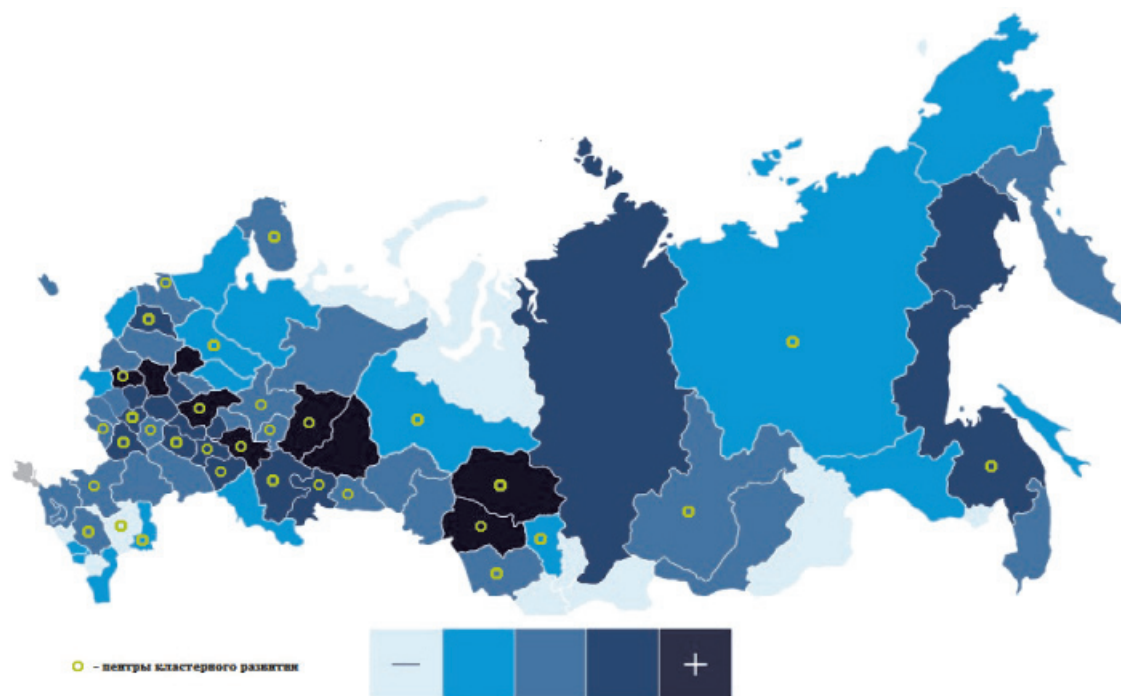 - центры кластерного развития
— +